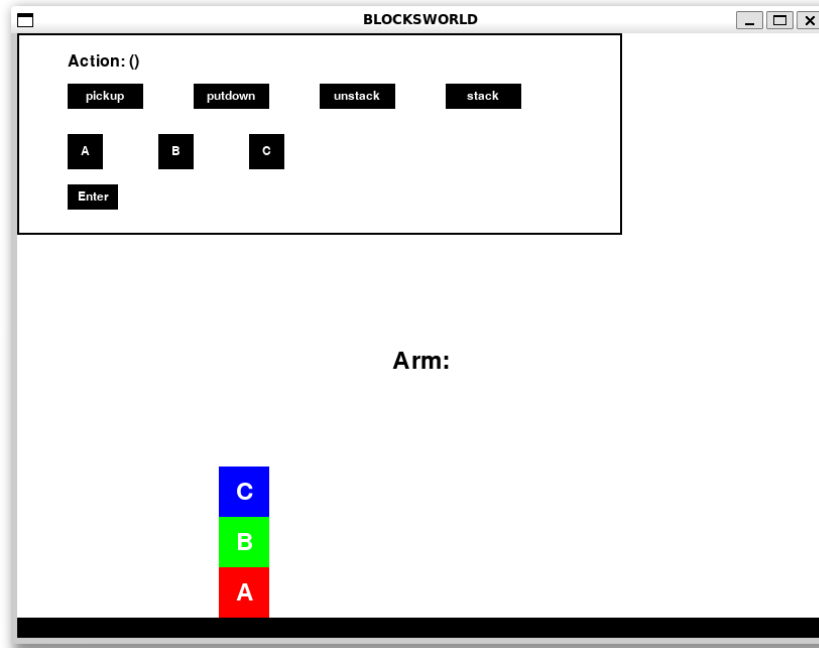 BLOCKSWORLD
Action: ()
pickup putdown unstack stack
A B C
Enter
Arm:
C
B
A